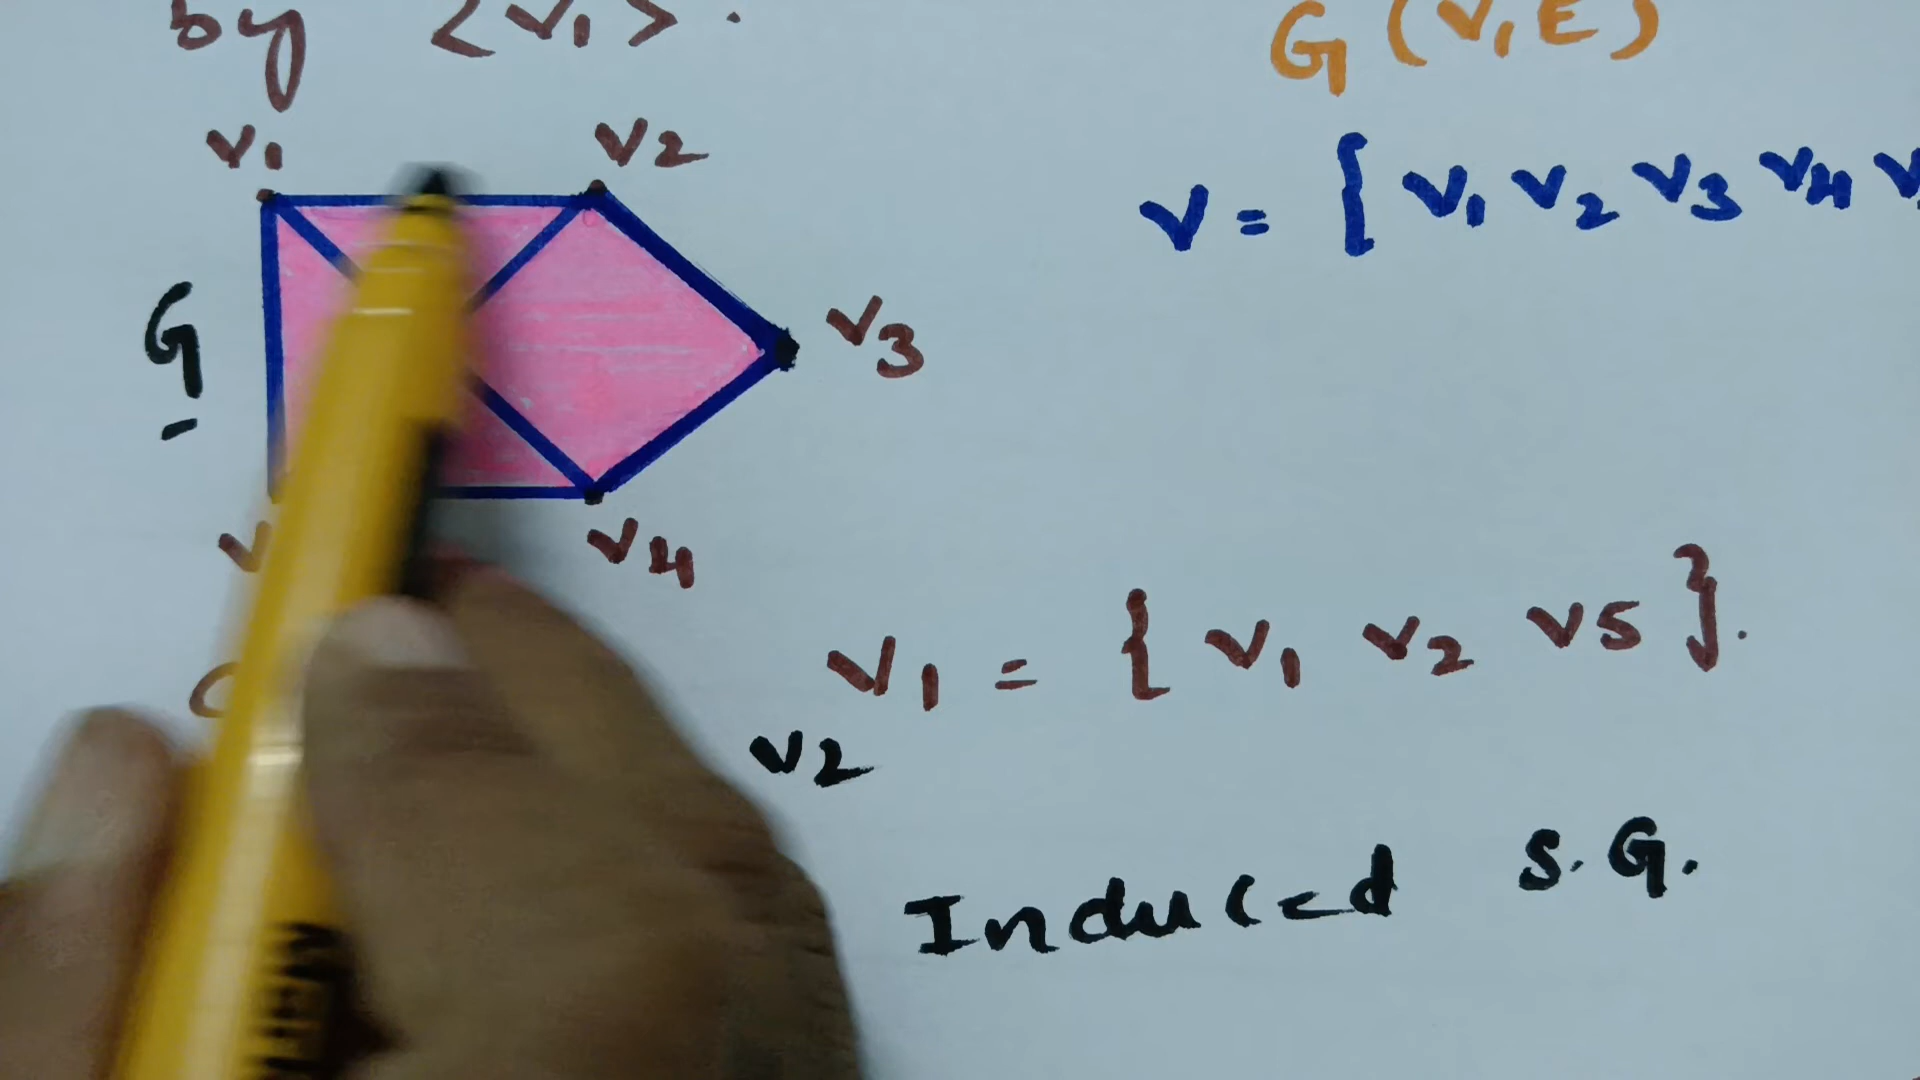 by <V1>.
G(V,E)
V1 V2
V = { V1 V2 V3 V4
V3
G
V4
V1 = { V1 V2 V5 }.
V2
Induced S.G.